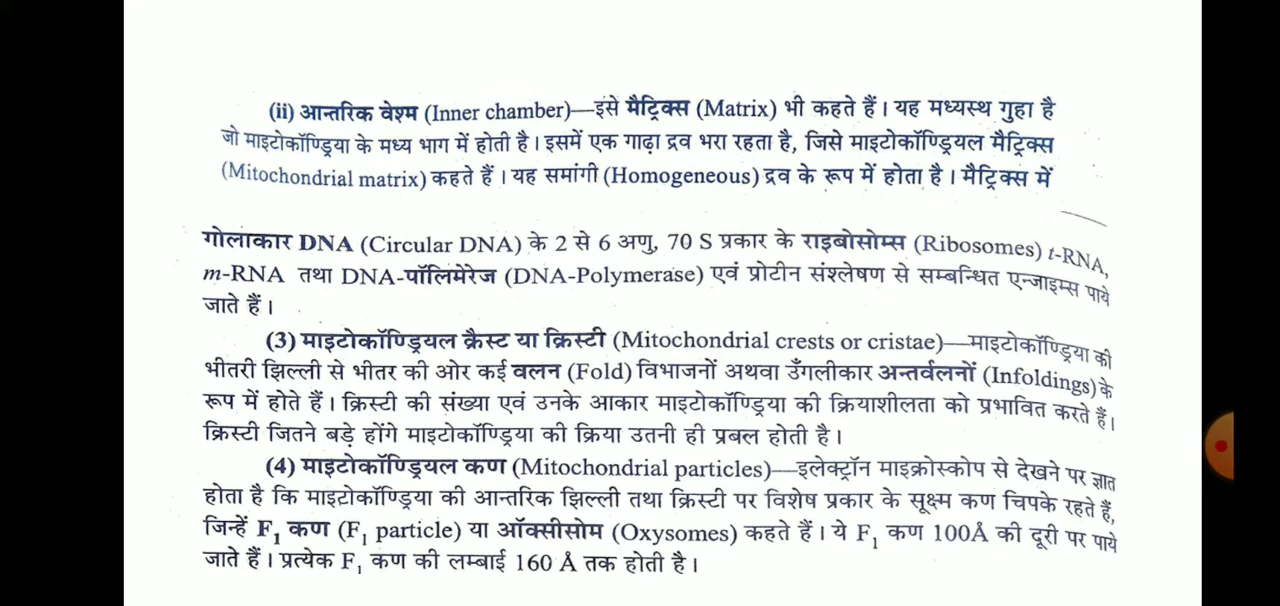 (ii) आन्तरिक वेश्म (Inner chamber)—इसे मैट्रिक्स (Matrix) भी कहते हैं। यह मध्यस्थ गुहा है
जो माइटोकॉण्ड्रिया के मध्य भाग में होती है। इसमें एक गाढ़ा द्रव भरा रहता है, जिसे माइटोकॉण्ड्रियल मैट्रिक्स
(Mitochondrial matrix) कहते हैं। यह समांगी (Homogeneous) द्रव के रूप में होता है। मैट्रिक्स में
गोलाकार DNA (Circular DNA) के 2 से 6 अणु, 70 S प्रकार के राइबोसोम्स (Ribosomes) t-RNA,
m-RNA तथा DNA-पॉलिमेरेज (DNA-Polymerase) एवं प्रोटीन संश्लेषण से सम्बन्धित एन्जाइम्स पाये
जाते हैं।
(3) माइटोकॉण्ड्रियल क्रैस्ट या क्रिस्टी (Mitochondrial crests or cristae)—माइटोकॉण्ड्रिया की
भीतरी झिल्ली से भीतर की ओर कई वलन (Fold) विभाजनों अथवा उँगलीकार अन्तर्वलनों (Infoldings) के
रूप में होते हैं। क्रिस्टी की संख्या एवं उनके आकार माइटोकॉण्ड्रिया की क्रियाशीलता को प्रभावित करते हैं।
क्रिस्टी जितने बड़े होंगे माइटोकॉण्ड्रिया की क्रिया उतनी ही प्रबल होती है।
(4) माइटोकॉण्ड्रियल कण (Mitochondrial particles)—इलेक्ट्रॉन माइक्रोस्कोप से देखने पर ज्ञात
होता है कि माइटोकॉण्ड्रिया की आन्तरिक झिल्ली तथा क्रिस्टी पर विशेष प्रकार के सूक्ष्म कण चिपके रहते हैं,
जिन्हें F₁ कण (F₁ particle) या ऑक्सीसोम (Oxysomes) कहते हैं। ये F₁ कण 100Å की दूरी पर पाये
जाते हैं। प्रत्येक F₁ कण की लम्बाई 160 Å तक होती है।